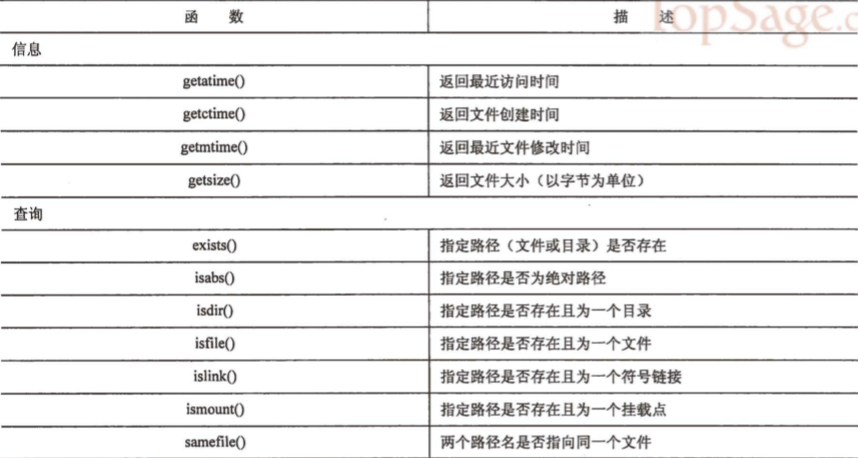 函 数 描 述
TopSage.c
信息
getatime() 返回最近访问时间
getctime() 返回文件创建时间
getmtime() 返回最近文件修改时间
getsize() 返回文件大小（以字节为单位）
查询
exists() 指定路径（文件或目录）是否存在
isabs() 指定路径是否为绝对路径
isdir() 指定路径是否存在且为一个目录
isfile() 指定路径是否存在且为一个文件
islink() 指定路径是否存在且为一个符号链接
ismount() 指定路径是否存在且为一个挂载点
samefile() 两个路径名是否指向同一个文件